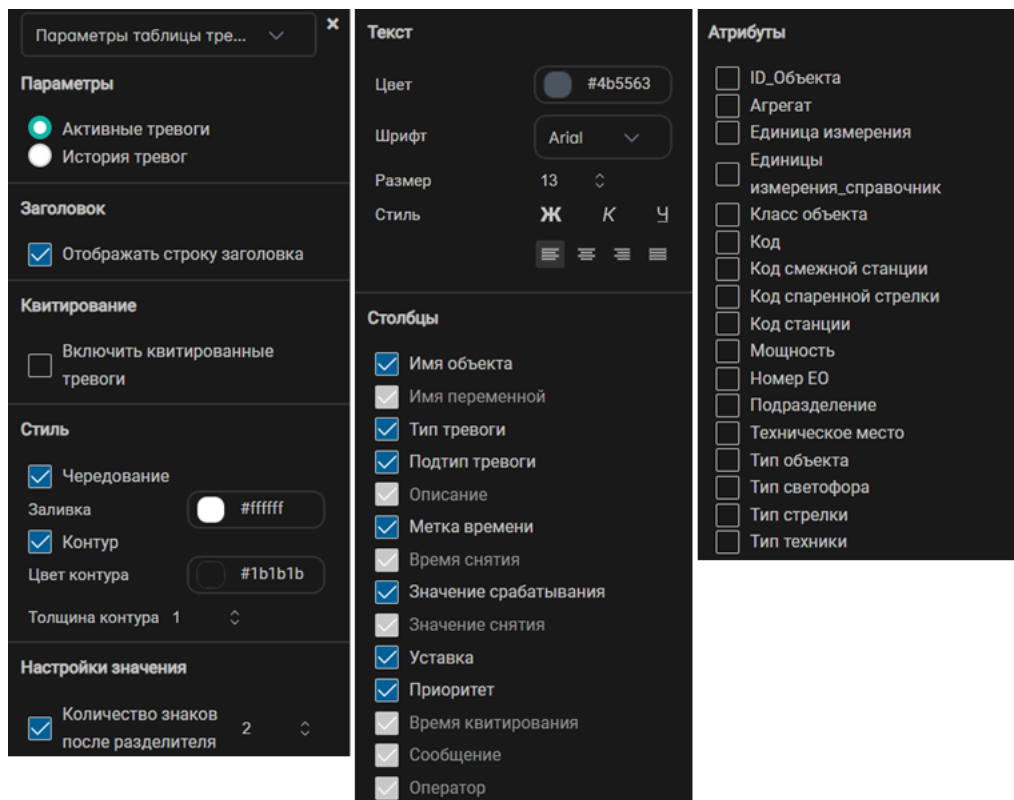 Параметры таблицы тре...
Параметры
Активные тревоги
История тревог
Заголовок
Отображать строку заголовка
Квитирование
Включить квитированные
тревоги
Стиль
Чередование
Заливка #ffffff
Контур
Цвет контура #1b1b1b
Толщина контура 1
Настройки значения
Количество знаков
после разделителя 2
Текст
Цвет #4b5563
Шрифт Arial
Размер 13
Стиль Ж К Ч
Столбцы
Имя объекта
Имя переменной
Тип тревоги
Подтип тревоги
Описание
Метка времени
Время снятия
Значение срабатывания
Значение снятия
Уставка
Приоритет
Время квитирования
Сообщение
Оператор
Атрибуты
ID_Объекта
Агрегат
Единица измерения
Единицы
измерения_справочник
Класс объекта
Код
Код смежной станции
Код спаренной стрелки
Код станции
Мощность
Номер ЕО
Подразделение
Техническое место
Тип объекта
Тип светофора
Тип стрелки
Тип техники